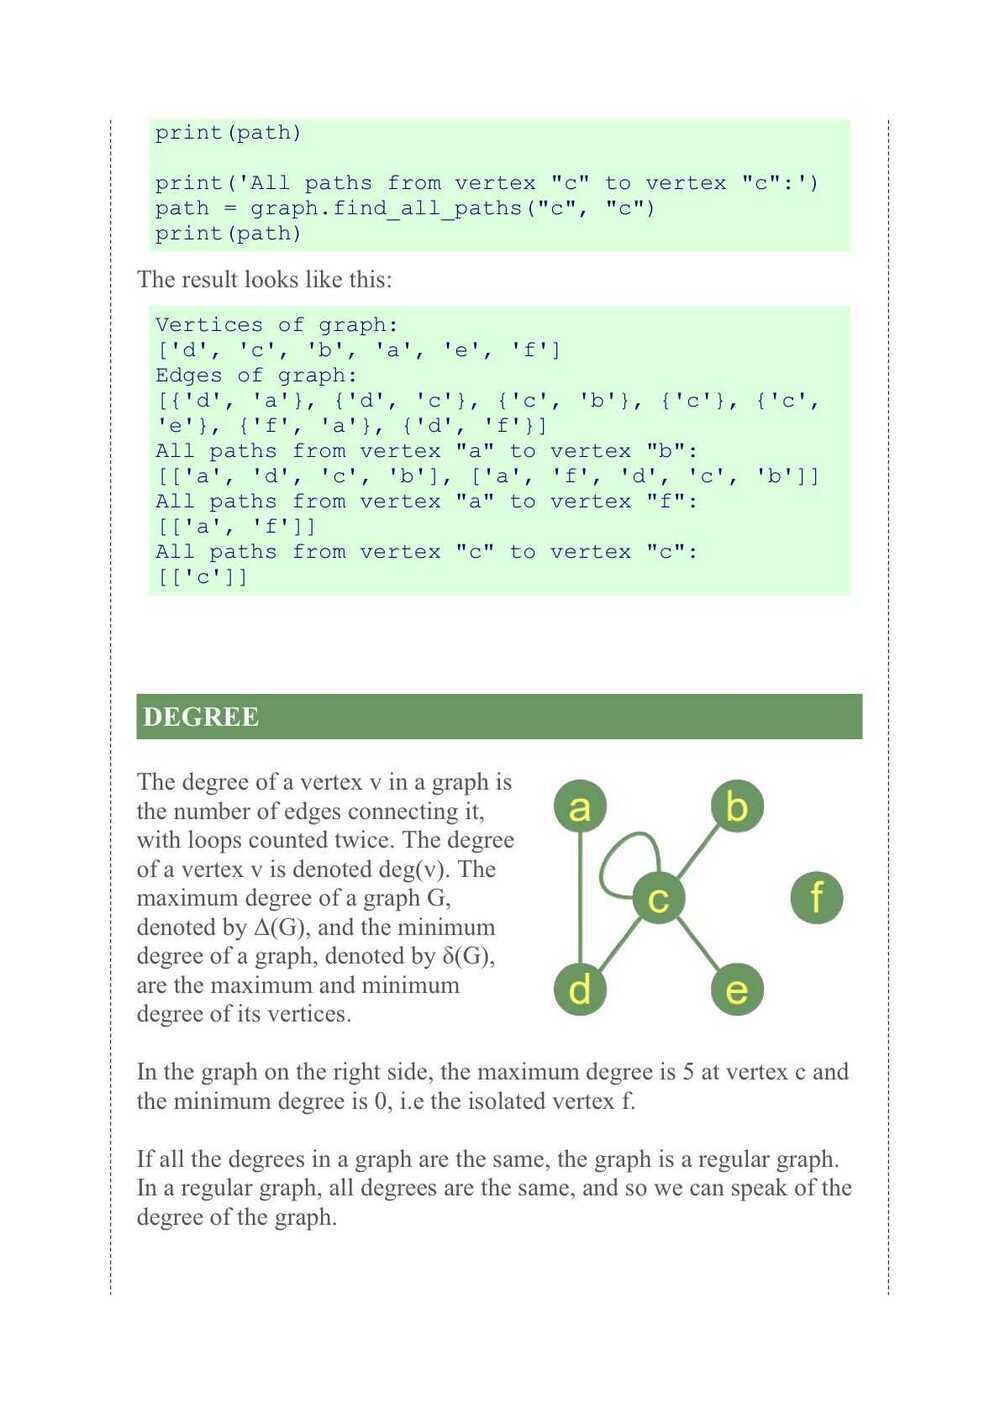 print(path)
print('All paths from vertex "c" to vertex "c":')
path = graph.find_all_paths("c", "c")
print(path)
The result looks like this:
Vertices of graph:
['d', 'c', 'b', 'a', 'e', 'f']
Edges of graph:
[{'d', 'a'}, {'d', 'c'}, {'c', 'b'}, {'c'}, {'c',
'e'}, {'f', 'a'}, {'d', 'f'}]
All paths from vertex "a" to vertex "b":
[['a', 'd', 'c', 'b'], ['a', 'f', 'd', 'c', 'b']]
All paths from vertex "a" to vertex "f":
[['a', 'f']]
All paths from vertex "c" to vertex "c":
[['c']]
DEGREE
The degree of a vertex v in a graph is
the number of edges connecting it,
with loops counted twice. The degree
of a vertex v is denoted deg(v). The
maximum degree of a graph G,
denoted by Δ(G), and the minimum
degree of a graph, denoted by δ(G),
are the maximum and minimum
degree of its vertices.
a
b
c
f
d
e
In the graph on the right side, the maximum degree is 5 at vertex c and
the minimum degree is 0, i.e the isolated vertex f.
If all the degrees in a graph are the same, the graph is a regular graph.
In a regular graph, all degrees are the same, and so we can speak of the
degree of the graph.